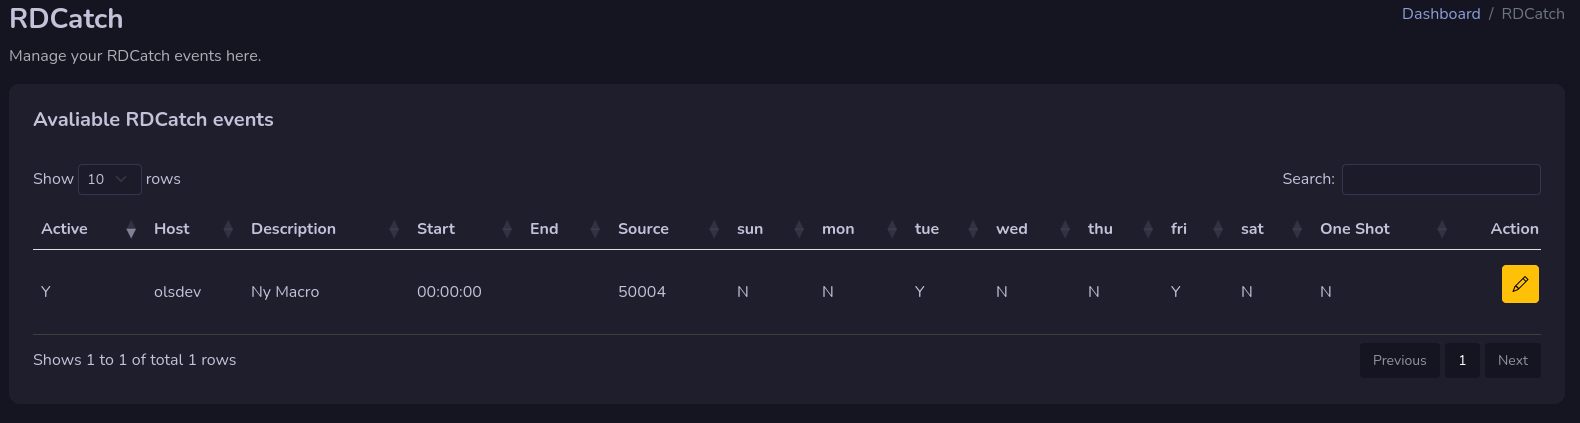 RDCatch
Dashboard / RDCatch
Manage your RDCatch events here.
Avaliable RDCatch events
Show 10 rows
Search:
Active Host Description Start End Source sun mon tue wed thu fri sat One Shot Action
Y olsdev Ny Macro 00:00:00 50004 N N Y N N Y N N
Shows 1 to 1 of total 1 rows
Previous 1 Next